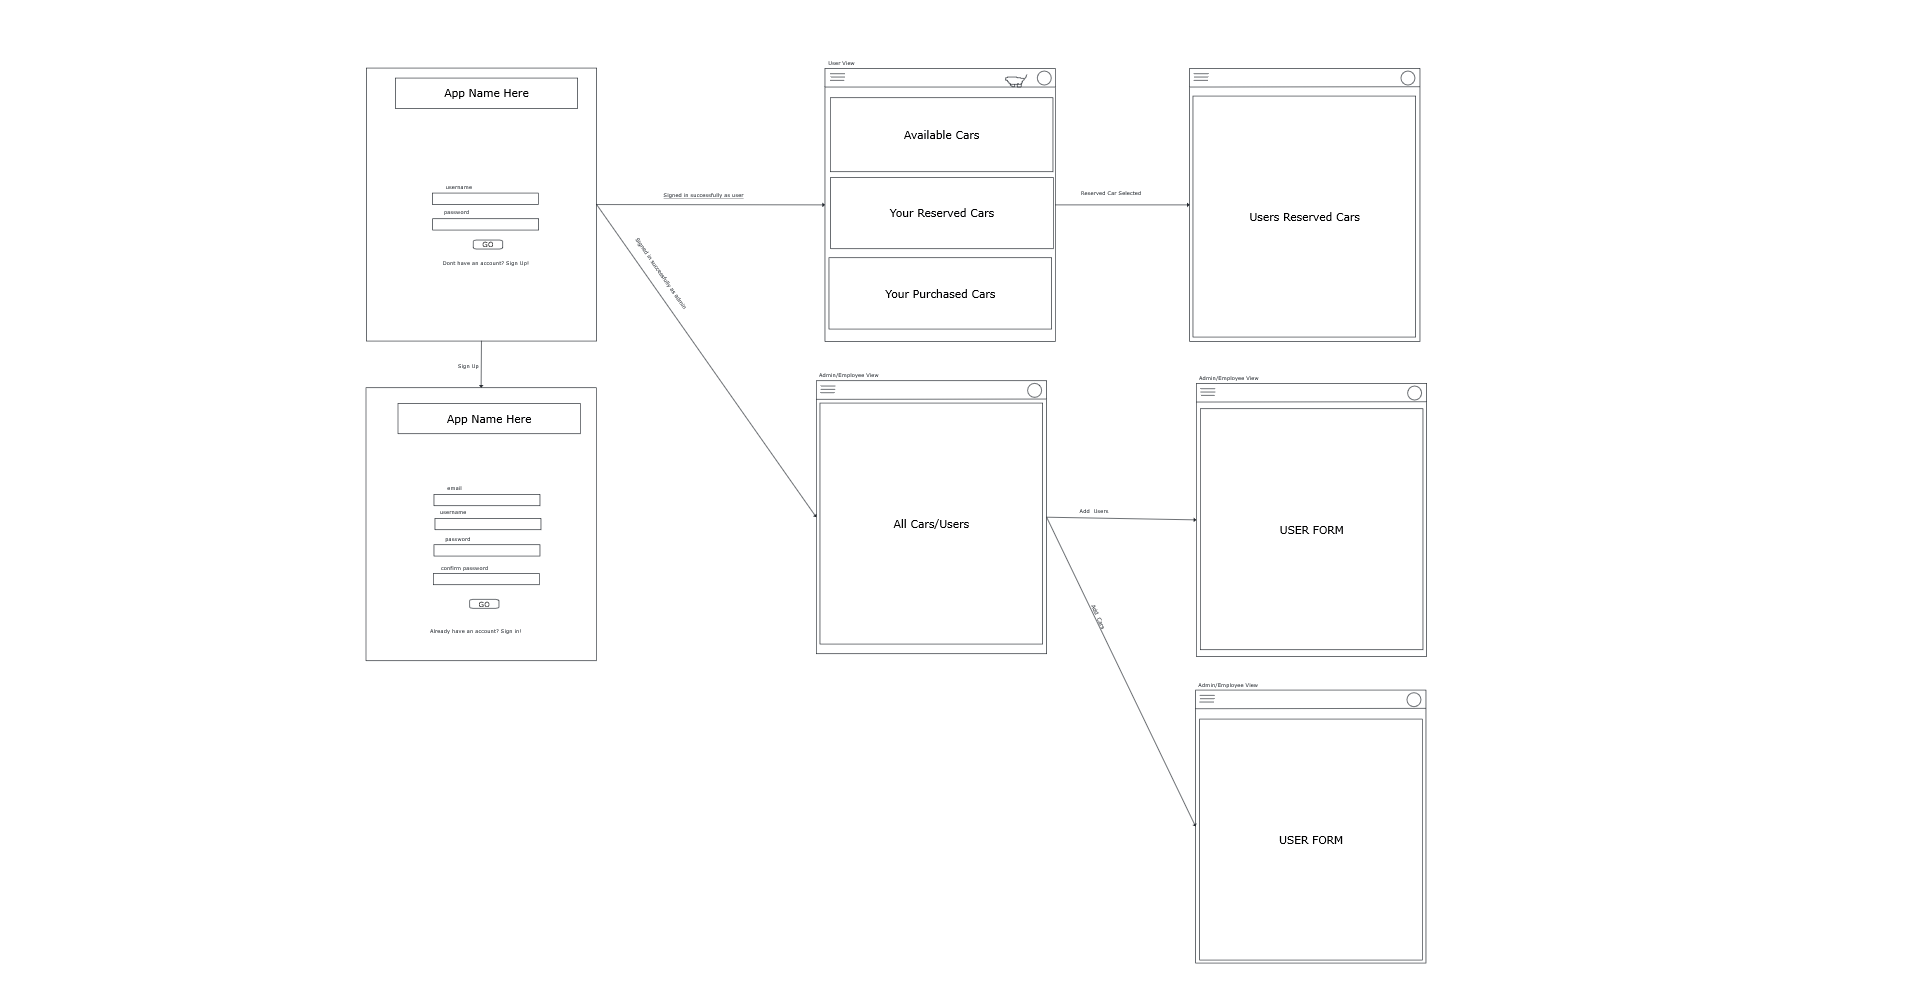 App Name Here
username
password
GO
Dont have an account? Sign Up!
Sign Up
App Name Here
email
username
password
confirm password
GO
Already have an account? Sign In!
Signed in successfully as user
Signed in successfully as admin
User View
Available Cars
Your Reserved Cars
Your Purchased Cars
Reserved Car Selected
Users Reserved Cars
Admin/Employee View
All Cars/Users
Add Users
Add Cars
Admin/Employee View
USER FORM
Admin/Employee View
USER FORM